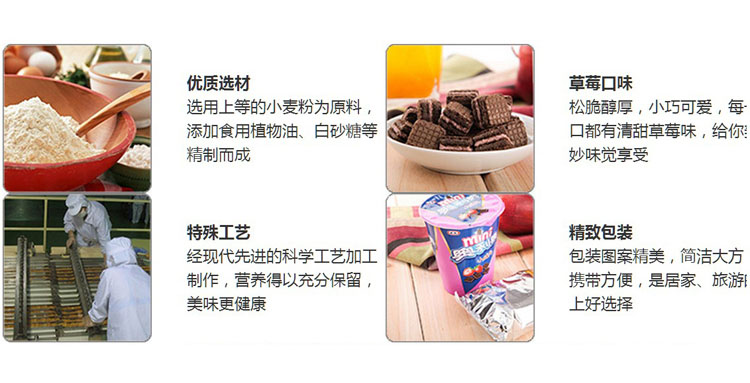 优质选材
选用上等的小麦粉为原料，
添加食用植物油、白砂糖等
精制而成
草莓口味
松脆醇厚，小巧可爱，每一
口都有清甜草莓味，给你
妙味觉享受
特殊工艺
经现代先进的科学工艺加工
制作，营养得以充分保留，
美味更健康
mini
精致包装
包装图案精美，简洁大方
携带方便，是居家、旅游
上好选择